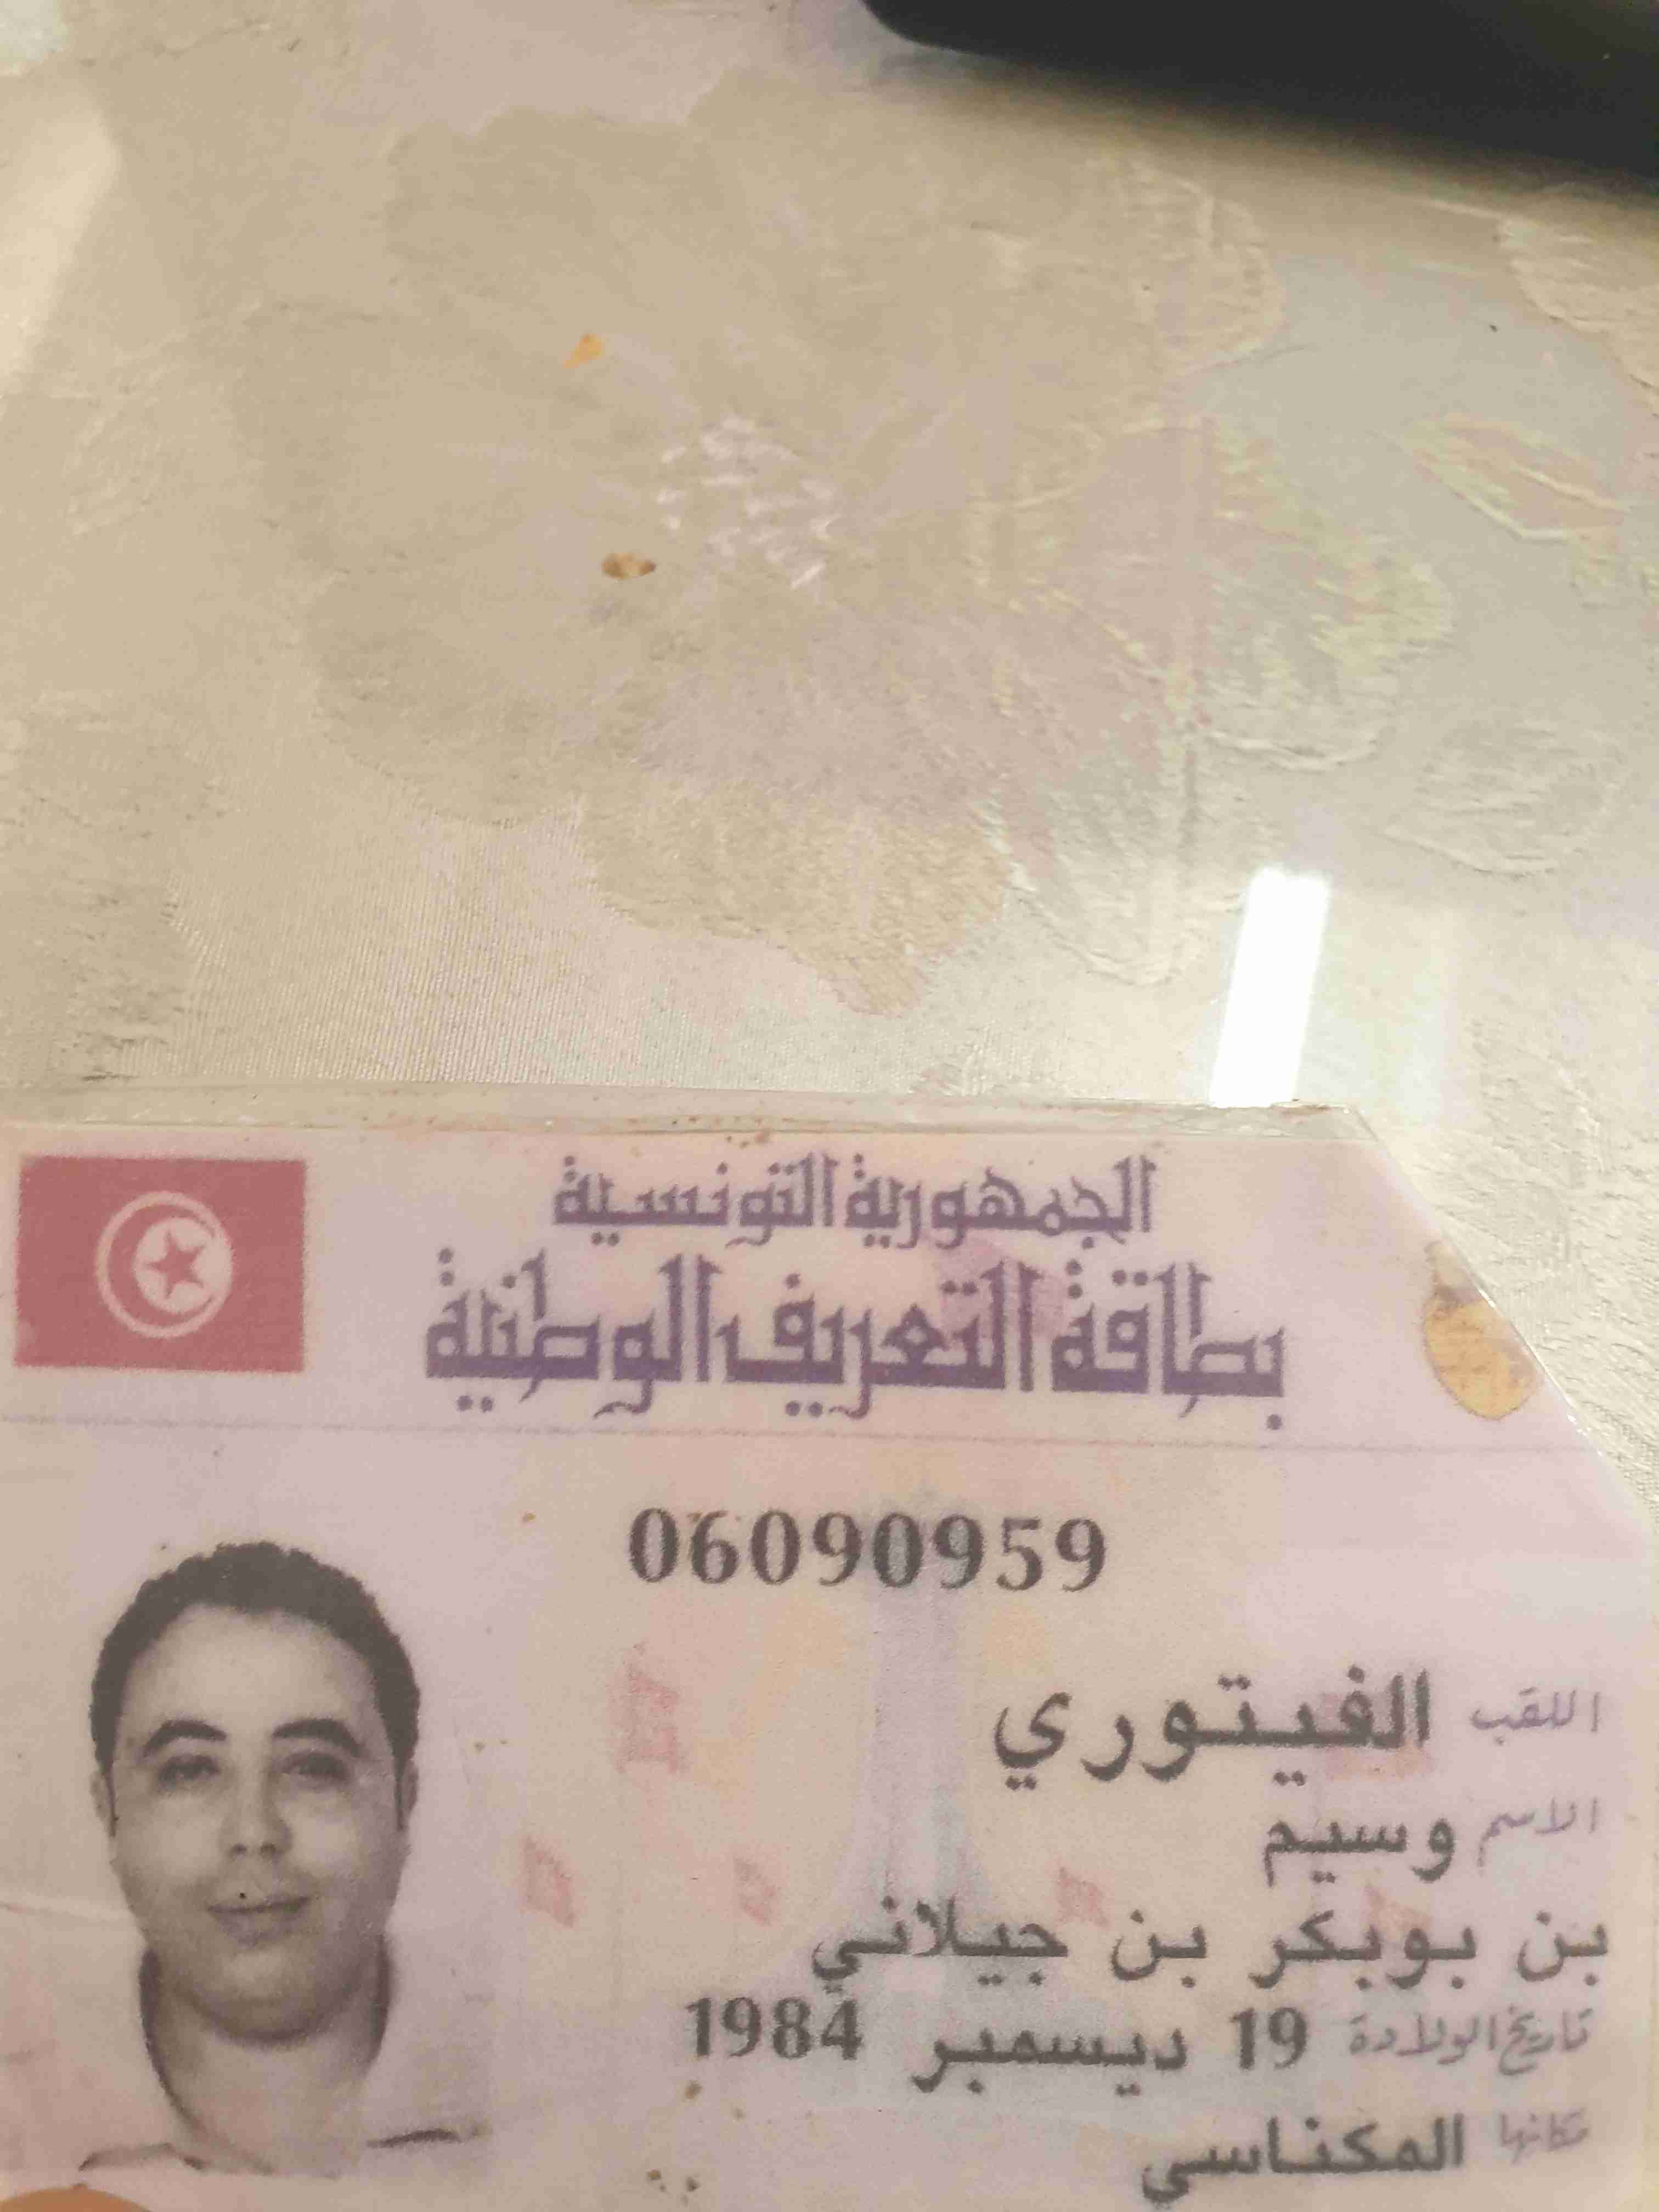 الجمهورية التونسية
بطاقة التعريف الوطنية
06090959
اللقب الفيتوري
الاسم وسيم
بن بوبكر بن جيلاني
تاريخ الولادة 19 ديسمبر 1984
مكانها المكناسي